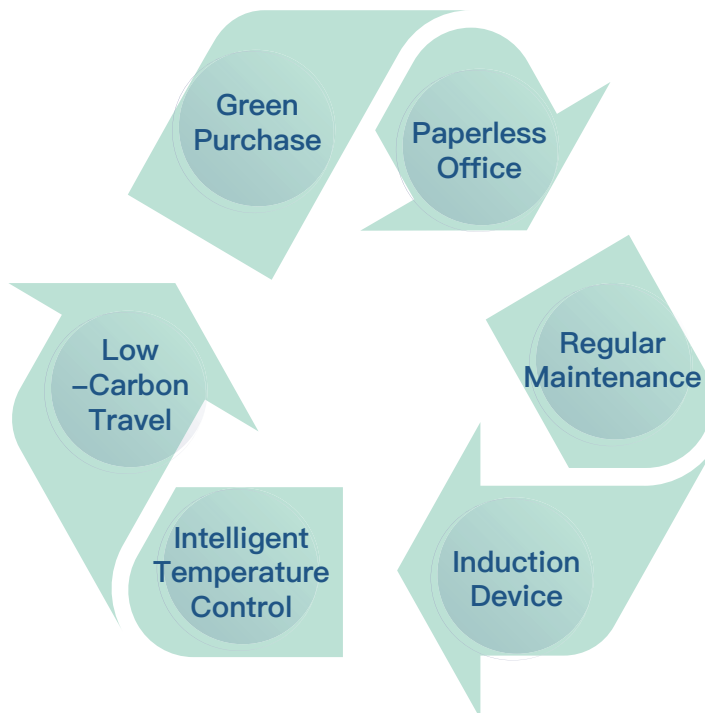 Green
Purchase
Paperless
Office
Regular
Maintenance
Induction
Device
Intelligent
Temperature
Control
Low
–Carbon
Travel